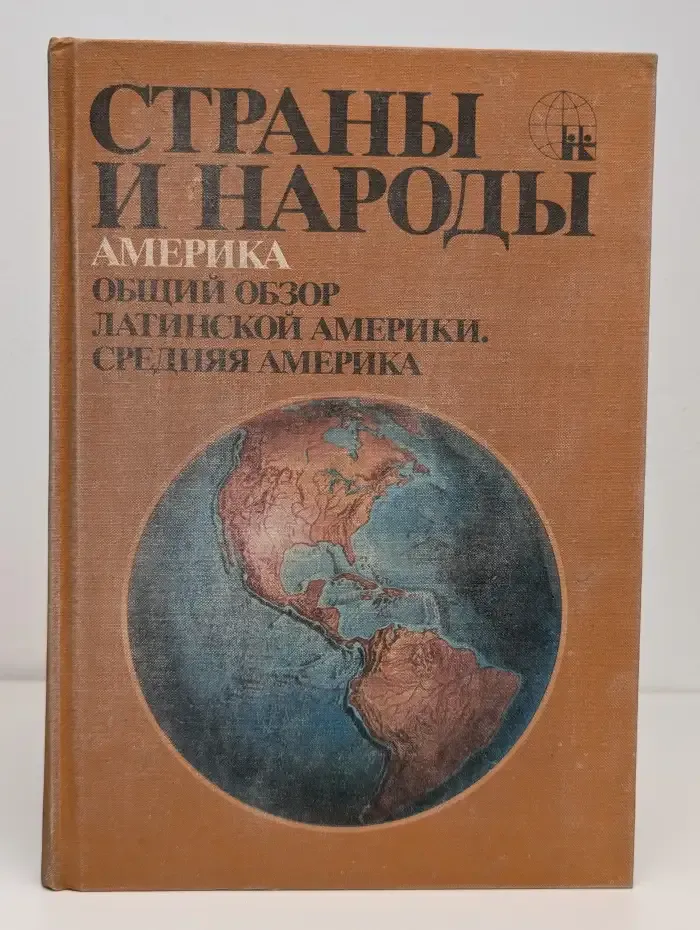 СТРАНЫ
И НАРОДЫ
АМЕРИКА
ОБЩИЙ ОБЗОР
ЛАТИНСКОЙ АМЕРИКИ.
СРЕДНЯЯ АМЕРИКА